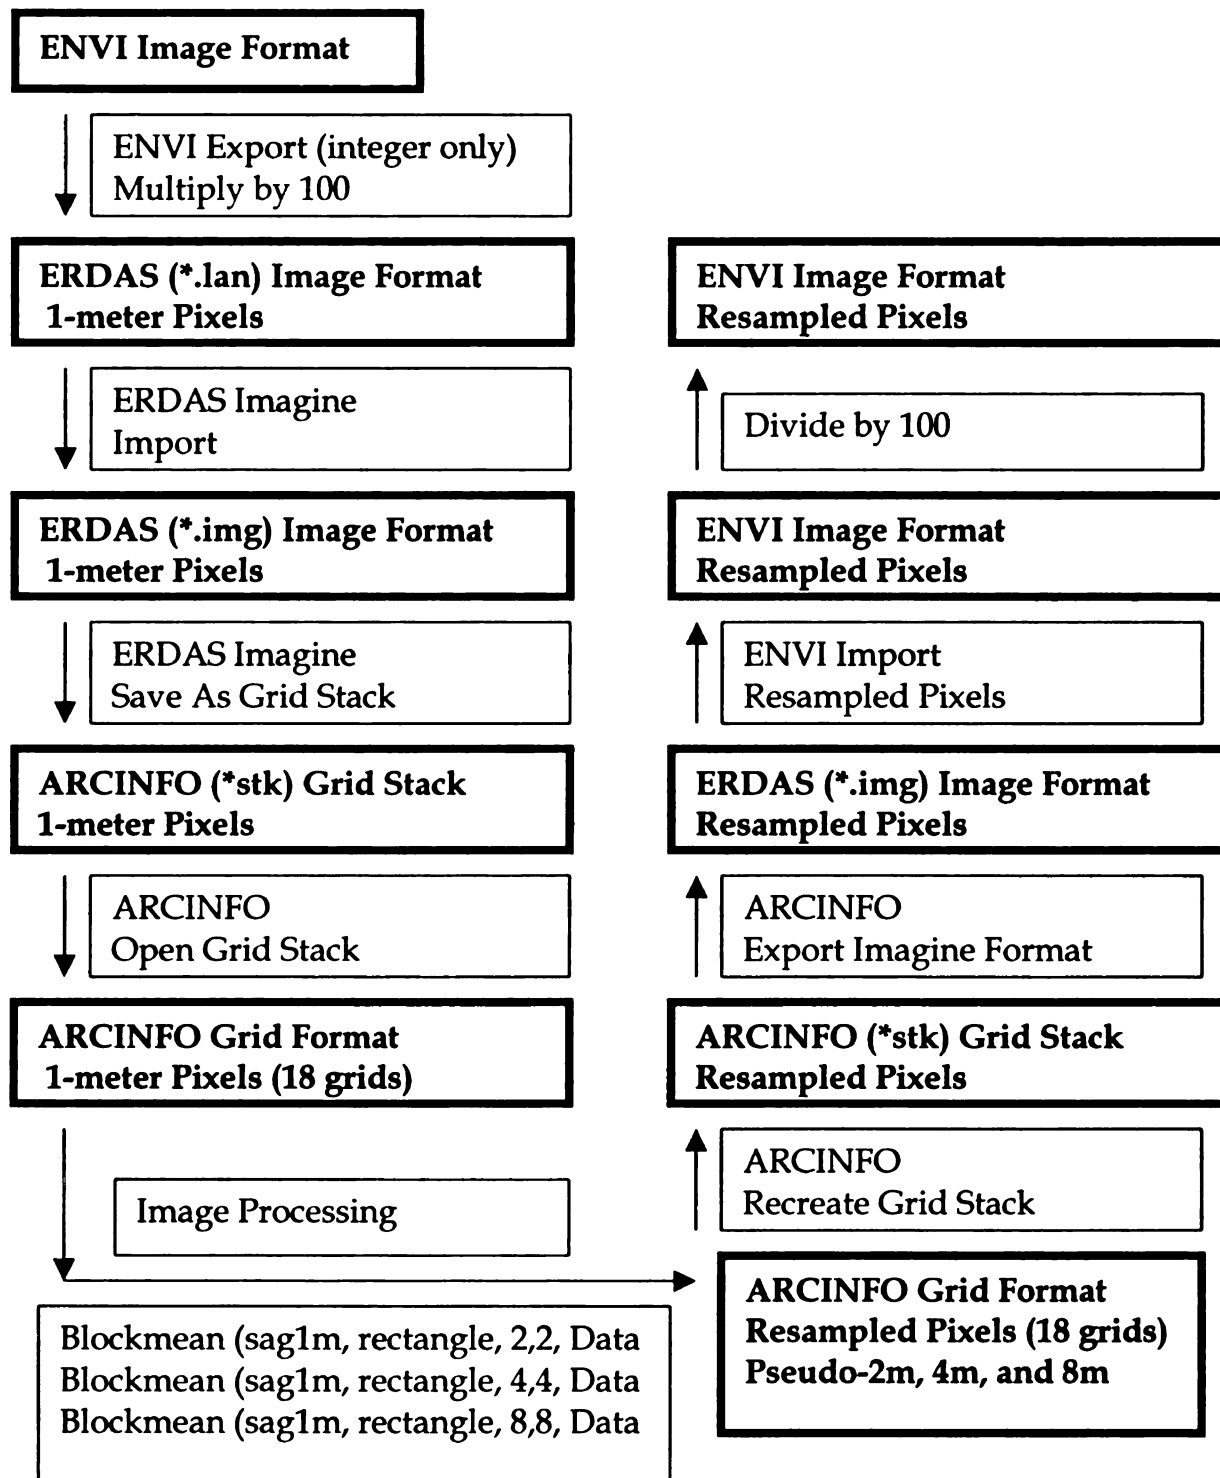 ENVI Image Format
ENVI Export (integer only)
Multiply by 100
ERDAS (*.lan) Image Format
1-meter Pixels
ERDAS Imagine
Import
ERDAS (*.img) Image Format
1-meter Pixels
ERDAS Imagine
Save As Grid Stack
ARCINFO (*stk) Grid Stack
1-meter Pixels
ARCINFO
Open Grid Stack
ARCINFO Grid Format
1-meter Pixels (18 grids)
Image Processing
Blockmean (sag1m, rectangle, 2,2, Data
Blockmean (sag1m, rectangle, 4,4, Data
Blockmean (sag1m, rectangle, 8,8, Data
ARCINFO Grid Format
Resampled Pixels (18 grids)
Pseudo-2m, 4m, and 8m
ARCINFO
Recreate Grid Stack
ARCINFO (*stk) Grid Stack
Resampled Pixels
ARCINFO
Export Imagine Format
ERDAS (*.img) Image Format
Resampled Pixels
ENVI Import
Resampled Pixels
ENVI Image Format
Resampled Pixels
Divide by 100
ENVI Image Format
Resampled Pixels